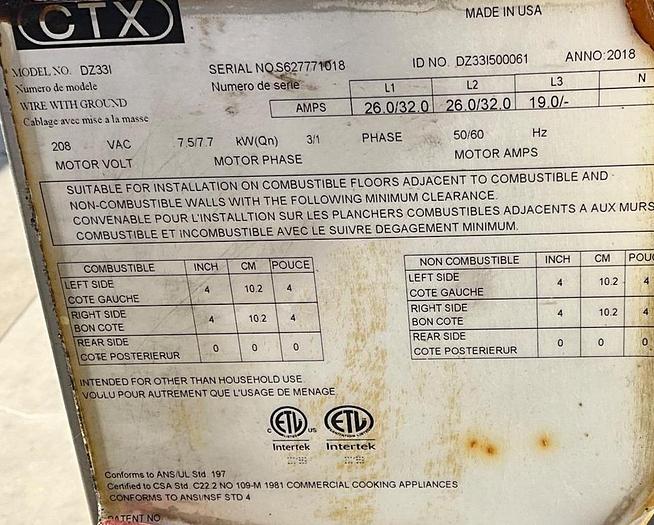 CTX
MADE IN USA
MODEL NO. DZ33I SERIAL NO.S627771018 ID NO. DZ33I500061 ANNO:2018
Numero de modele Numero de serie L1 L2 L3 N
WIRE WITH GROUND AMPS 26.0/32.0 26.0/32.0 19.0/-
Cablage avec mise a la masse
208 VAC 7.5/7.7 kW(Qn) 3/1 PHASE 50/60 Hz
MOTOR VOLT MOTOR PHASE MOTOR AMPS
SUITABLE FOR INSTALLATION ON COMBUSTIBLE FLOORS ADJACENT TO COMBUSTIBLE AND
NON-COMBUSTIBLE WALLS WITH THE FOLLOWING MINIMUM CLEARANCE.
CONVENABLE POUR L'INSTALLTION SUR LES PLANCHERS COMBUSTIBLES ADJACENTS A AUX MURS
COMBUSTIBLE ET INCOMBUSTIBLE AVEC LE SUIVRE DEGAGEMENT MINIMUM.
COMBUSTIBLE INCH CM POUCE
LEFT SIDE
COTE GAUCHE 4 10.2 4
RIGHT SIDE
BON COTE 4 10.2 4
REAR SIDE
COTE POSTERIERUR 0 0 0
NON COMBUSTIBLE INCH CM POUC
LEFT SIDE
COTE GAUCHE 4 10.2 4
RIGHT SIDE
BON COTE 4 10.2 4
REAR SIDE
COTE POSTERIERUR 0 0 0
INTENDED FOR OTHER THAN HOUSEHOLD USE
VOULU POUR AUTREMENT QUE L'USAGE DE MENAGE
C ETL US ETL
Intertek Intertek
Conforms to ANS/UL Std 197
Certified to CSA Std C22 2 NO 109-M 1981 COMMERCIAL COOKING APPLIANCES
CONFORMS TO ANSI/NSF STD 4
PATENT NO